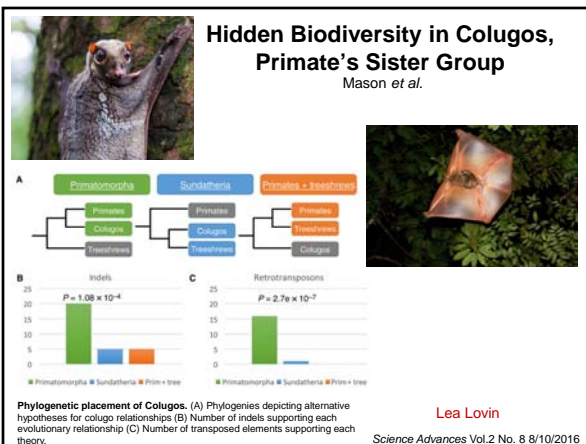 Hidden Biodiversity in Colugos,
Primate's Sister Group
Mason et al.
A
Primatomorpha
Sundatheria
Primates + treeshrews
Primates
Colugos
Treeshrews
Primates
Colugos
Treeshrews
Primates
Treeshrews
Colugos
B
Indels
25
20
15
10
5
0
P = 1.08 × 10⁻⁴
Primatomorpha Sundatheria Prim + tree
C
Retrotransposons
25
20
15
10
5
0
P = 2.7e × 10⁻⁷
Primatomorpha Sundatheria Prim + tree
Phylogenetic placement of Colugos. (A) Phylogenies depicting alternative
hypotheses for colugo relationships (B) Number of indels supporting each
evolutionary relationship (C) Number of transposed elements supporting each
theory.
Lea Lovin
Science Advances Vol.2 No. 8 8/10/2016